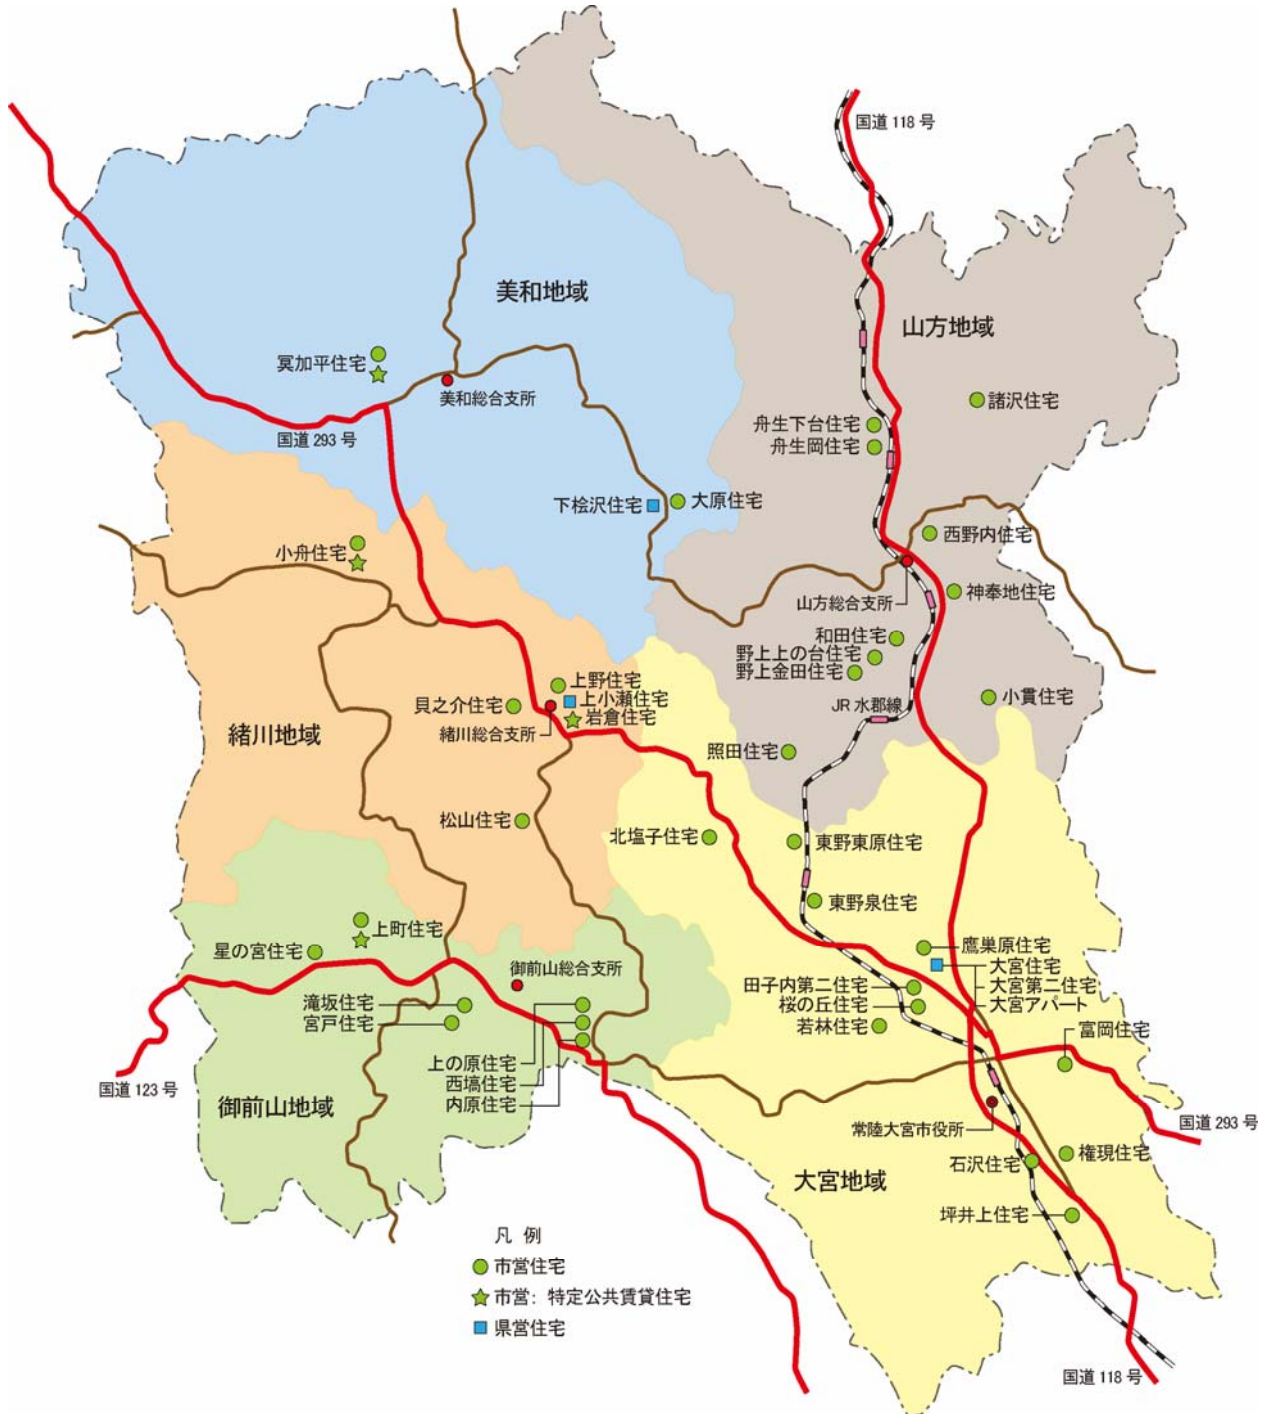 国道 118 号
美和地域
山方地域
冥加平住宅
美和総合支所
諸沢住宅
舟生下台住宅
国道 293 号
舟生岡住宅
下桧沢住宅
大原住宅
西野内住宅
小舟住宅
神奉地住宅
山方総合支所
和田住宅
野上上の台住宅
野上金田住宅
上野住宅
上小瀬住宅
岩倉住宅
貝之介住宅
緒川総合支所
JR 水郡線
小貫住宅
緒川地域
照田住宅
松山住宅
北塩子住宅
東野東原住宅
東野泉住宅
上町住宅
星の宮住宅
鷹巣原住宅
御前山総合支所
大宮住宅
大宮第二住宅
大宮アパート
田子内第二住宅
桜の丘住宅
若林住宅
滝坂住宅
宮戸住宅
富岡住宅
上の原住宅
西塙住宅
内原住宅
国道 123 号
御前山地域
常陸大宮市役所
国道 293 号
権現住宅
石沢住宅
大宮地域
坪井上住宅
凡 例
市営住宅
市営： 特定公共賃貸住宅
県営住宅
国道 118 号